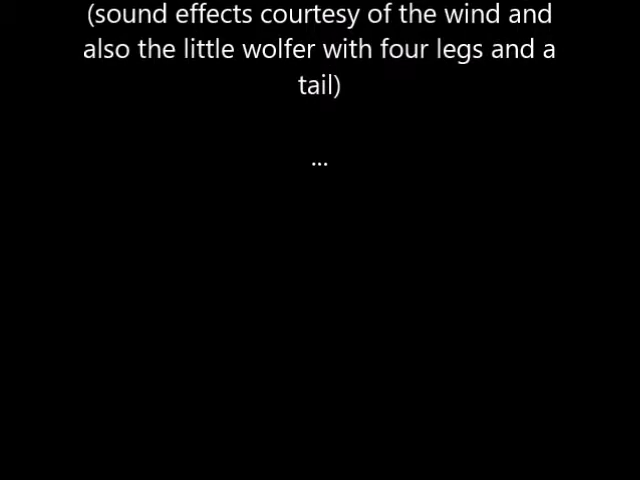 (sound effects courtesy of the wind and
also the little wolfer with four legs and a
tail)
...